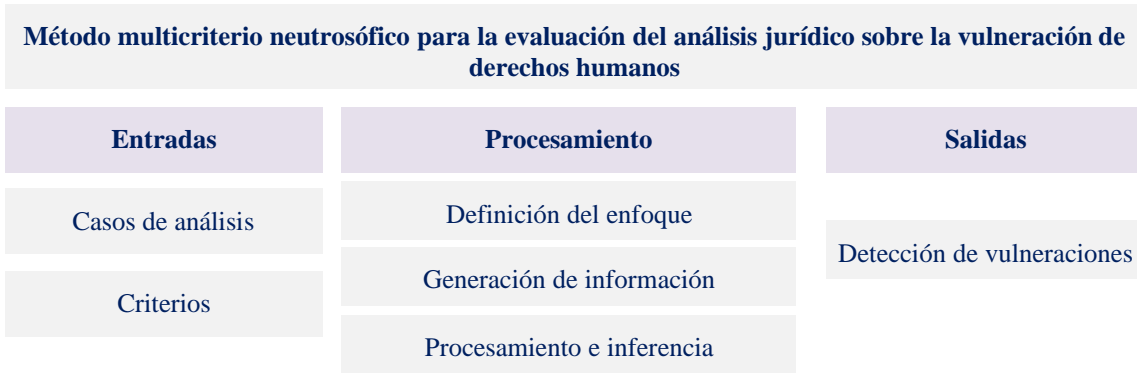 Método multicriterio neutrosófico para la evaluación del análisis jurídico sobre la vulneración de
derechos humanos
Entradas
Casos de análisis
Criterios
Procesamiento
Definición del enfoque
Generación de información
Procesamiento e inferencia
Salidas
Detección de vulneraciones